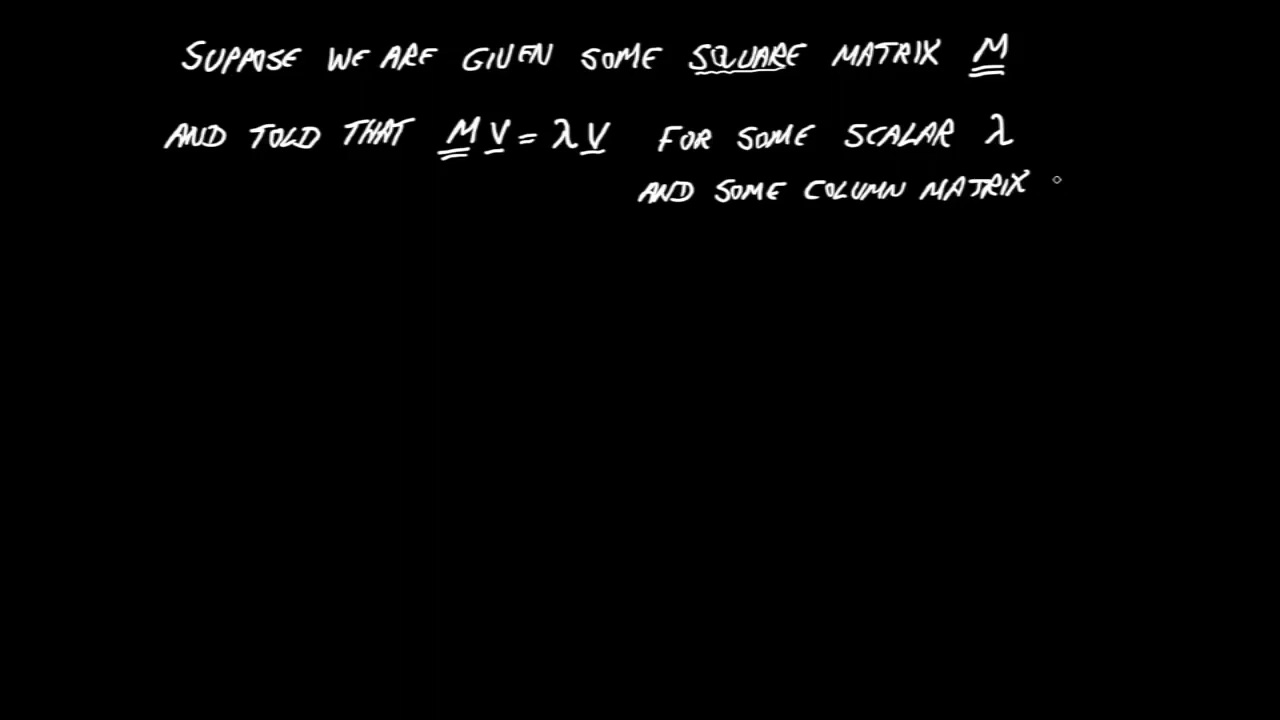 SUPPOSE WE ARE GIVEN SOME SQUARE MATRIX M
AND TOLD THAT M V = λ V FOR SOME SCALAR λ
AND SOME COLUMN MATRIX